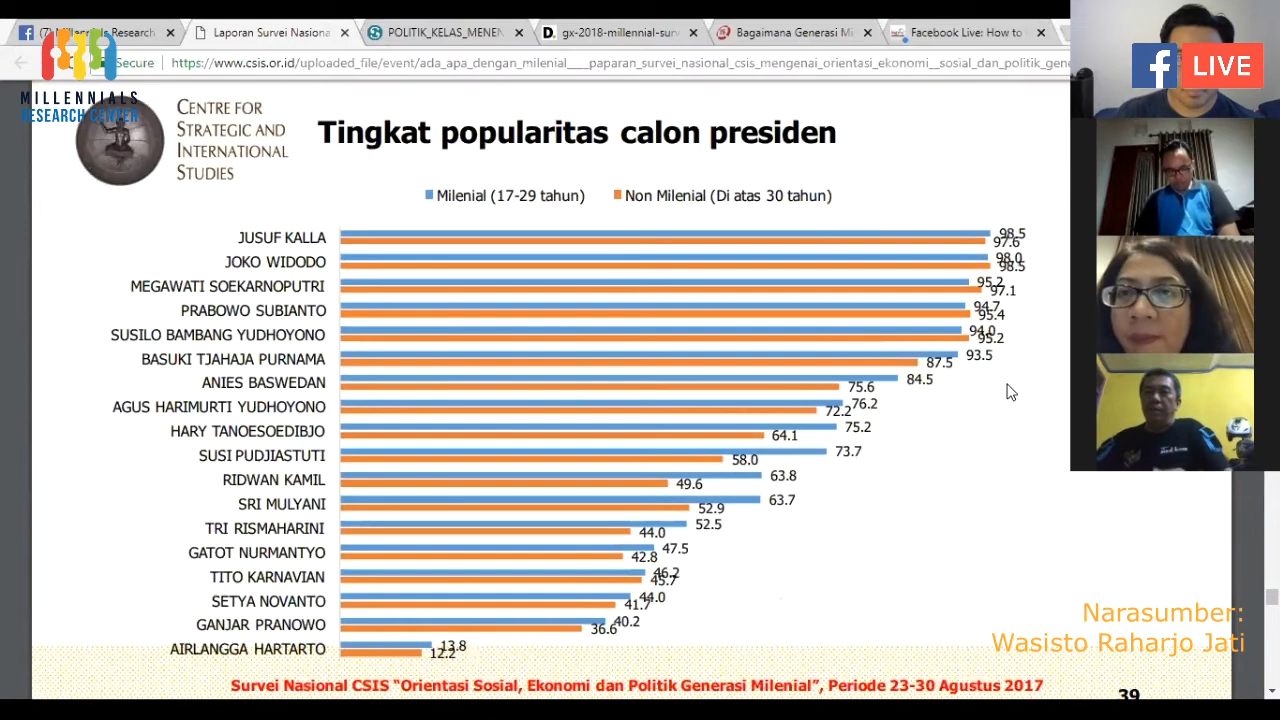 (7) Millennials Research
Laporan Survei Nasiona
POLITIK_KELAS_MENEN
D. gx-2018-millennial-surv
Bagaimana Generasi Mi
Facebook Live: How to
Secure
https://www.csis.or.id/uploaded_file/event/ada_apa_dengan_milenial____paparan_survei_nasional_csis_mengenai_orientasi_ekonomi__sosial_dan_politik_gene
f LIVE
MILLENNIALS
RESEARCH CENTER
CENTRE FOR
STRATEGIC AND
INTERNATIONAL
STUDIES
Tingkat popularitas calon presiden
Milenial (17-29 tahun)
Non Milenial (Di atas 30 tahun)
JUSUF KALLA 98.5
97.6
JOKO WIDODO 98.0
98.5
MEGAWATI SOEKARNOPUTRI 95.2
97.1
PRABOWO SUBIANTO 94.7
95.4
SUSILO BAMBANG YUDHOYONO 94.0
95.2
BASUKI TJAHAJA PURNAMA 93.5
87.5
ANIES BASWEDAN 84.5
75.6
AGUS HARIMURTI YUDHOYONO 76.2
72.2
HARY TANOESOEDIBJO 75.2
64.1
SUSI PUDJIASTUTI 73.7
58.0
RIDWAN KAMIL 63.8
49.6
SRI MULYANI 63.7
52.9
TRI RISMAHARINI 52.5
44.0
GATOT NURMANTYO 47.5
42.8
TITO KARNAVIAN 46.2
45.7
SETYA NOVANTO 44.0
41.7
GANJAR PRANOWO 40.2
36.6
AIRLANGGA HARTARTO 13.8
12.2
Narasumber:
Wasisto Raharjo Jati
Survei Nasional CSIS “Orientasi Sosial, Ekonomi dan Politik Generasi Milenial”, Periode 23-30 Agustus 2017
39